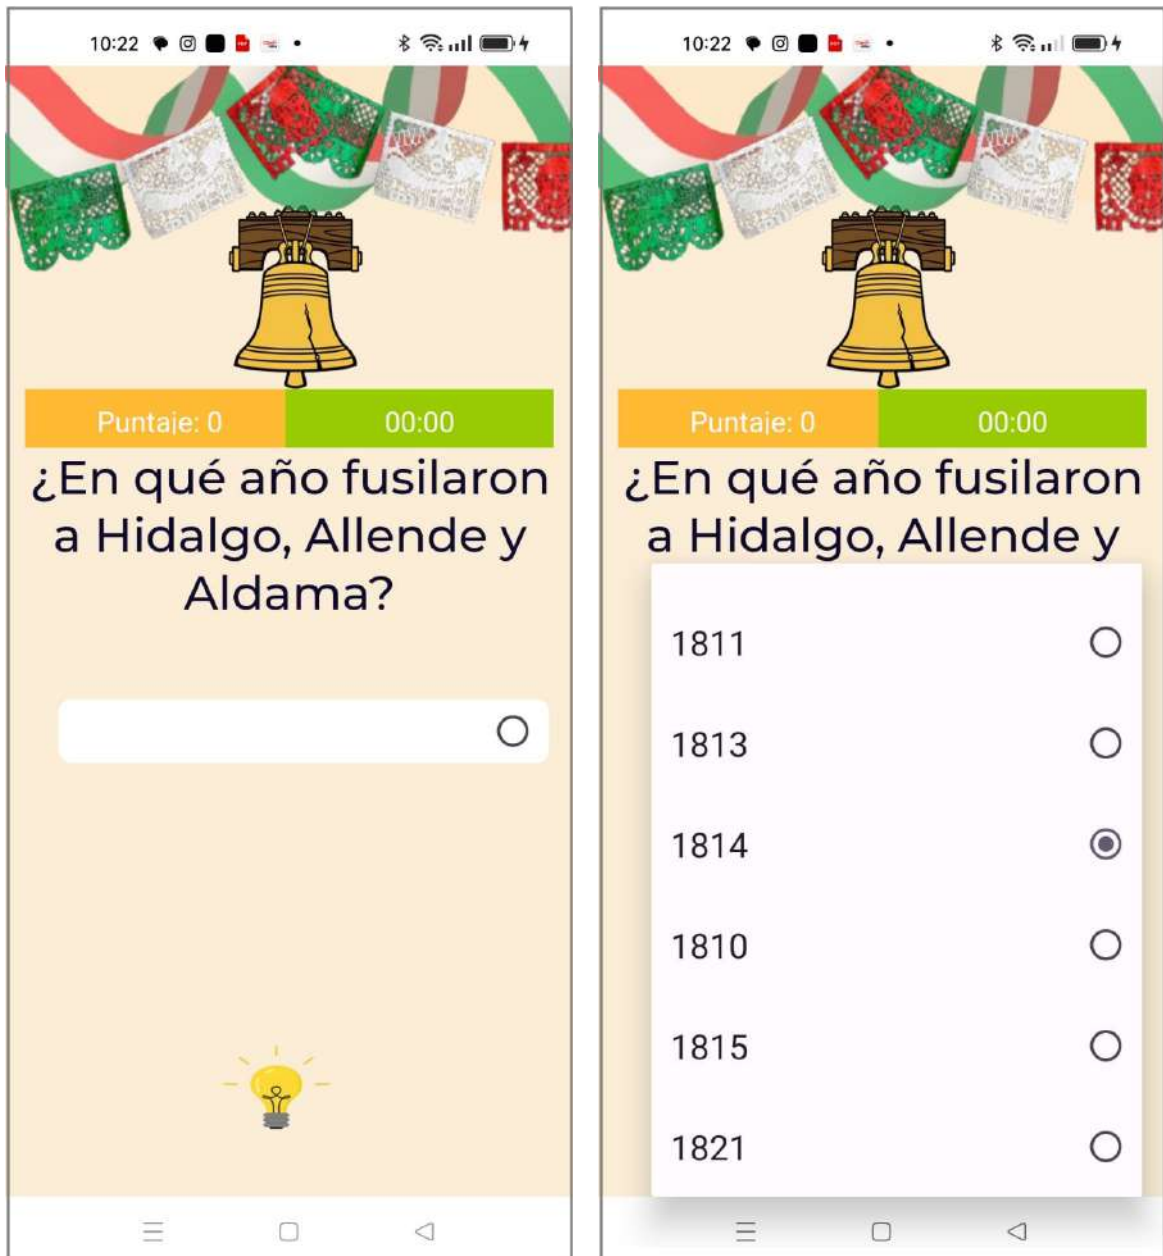 10:22
Puntaje: 0
00:00
¿En qué año fusilaron
a Hidalgo, Allende y
Aldama?
10:22
Puntaje: 0
00:00
¿En qué año fusilaron
a Hidalgo, Allende y
1811
1813
1814
1810
1815
1821